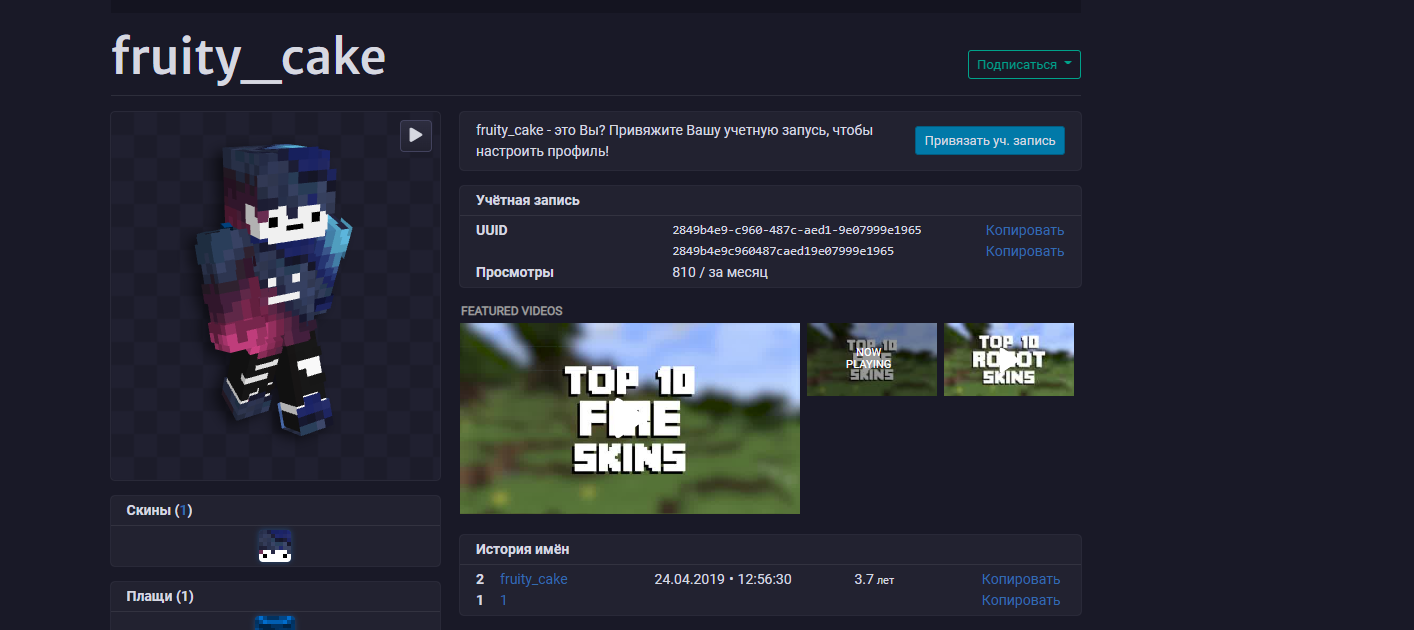 fruity_cake
Подписаться
fruity_cake - это Вы? Привяжите Вашу учетную запусь, чтобы
настроить профиль!
Привязать уч. запись
Учётная запись
UUID
2849b4e9-c960-487c-aed1-9e07999e1965
Копировать
2849b4e9c960487caed19e07999e1965
Копировать
Просмотры
810 / за месяц
FEATURED VIDEOS
TOP 10
FIRE
SKINS
TOP 10
SKINS
NOW
PLAYING
TOP 10
ROBOT
SKINS
Скины (1)
Плащи (1)
История имён
2 fruity_cake 24.04.2019 • 12:56:30 3.7 лет Копировать
1 1 Копировать